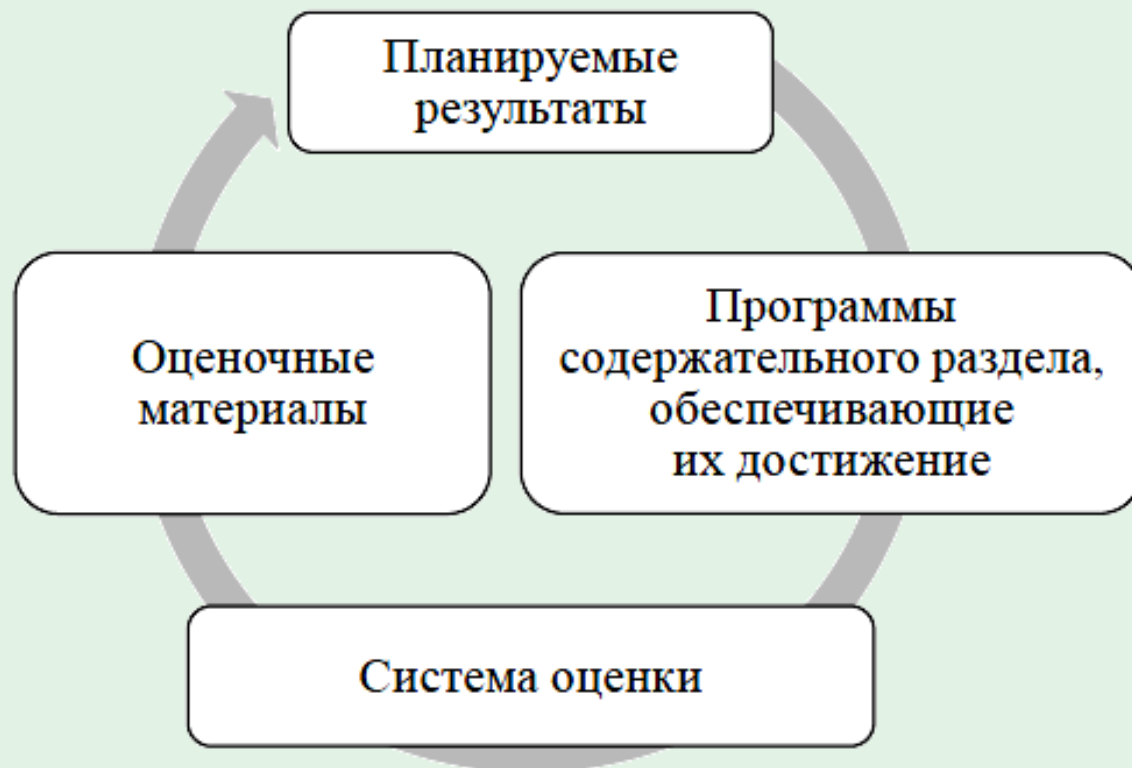 Планируемые
результаты
Программы
содержательного раздела,
обеспечивающие
их достижение
Система оценки
Оценочные
материалы